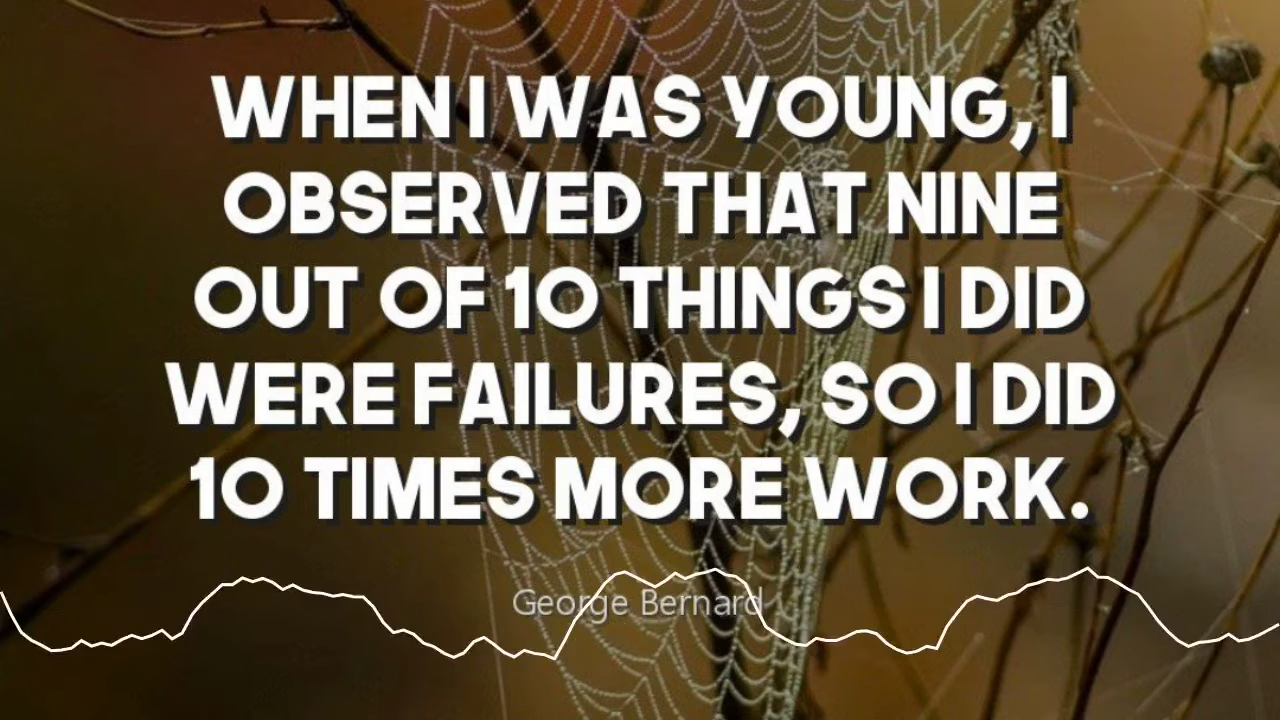 WHEN I WAS YOUNG, I
OBSERVED THAT NINE
OUT OF 10 THINGS I DID
WERE FAILURES, SO I DID
10 TIMES MORE WORK.
George Bernard